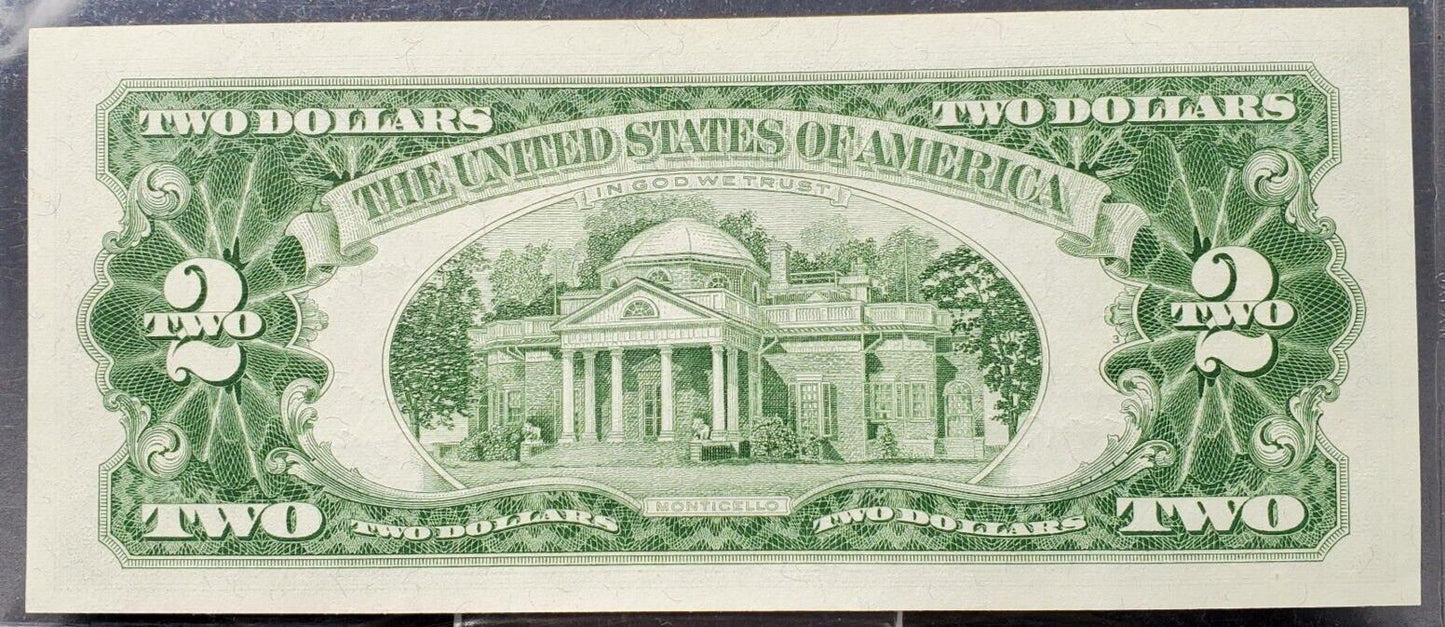 TWO DOLLARS
TWO DOLLARS
THE UNITED STATES OF AMERICA
IN GOD WE TRUST
2
TWO
2
TWO
MONTICELLO
TWO
TWO DOLLARS
TWO DOLLARS
TWO